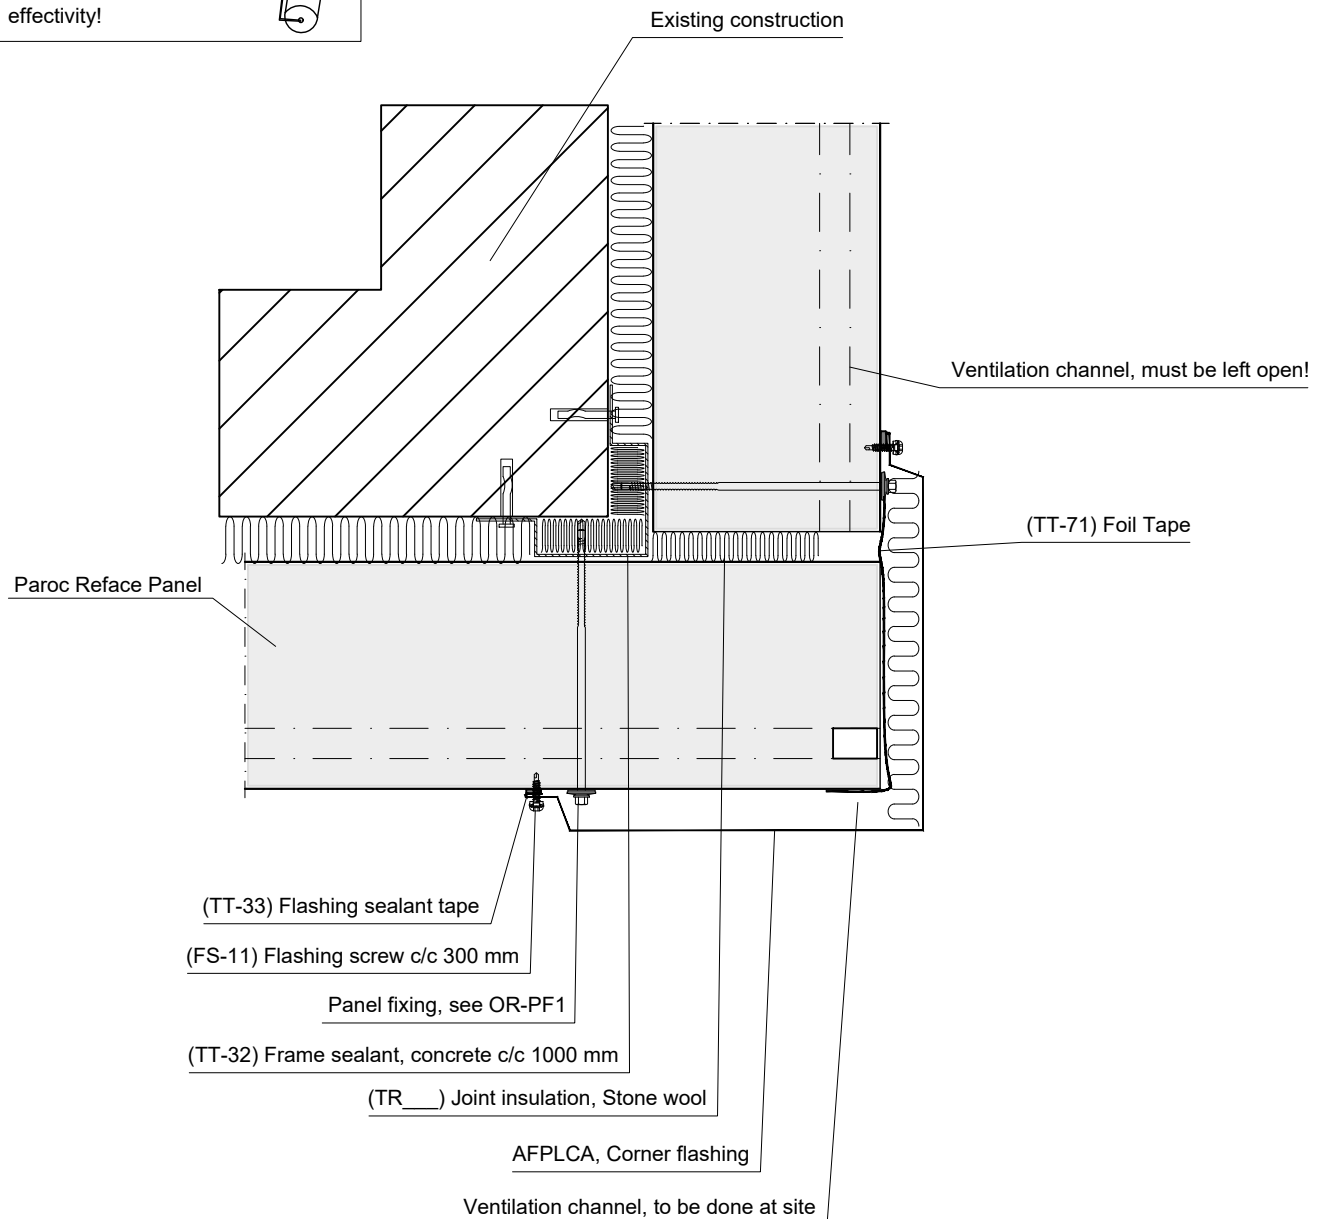 effectivity!
Existing construction
Ventilation channel, must be left open!
(TT-71) Foil Tape
Paroc Reface Panel
(TT-33) Flashing sealant tape
(FS-11) Flashing screw c/c 300 mm
Panel fixing, see OR-PF1
(TT-32) Frame sealant, concrete c/c 1000 mm
(TR___) Joint insulation, Stone wool
AFPLCA, Corner flashing
Ventilation channel, to be done at site